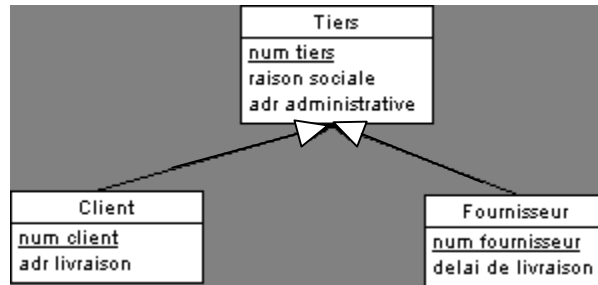 Tiers
num tiers
raison sociale
adr administrative
Client
num client
adr livraison
Fournisseur
num fournisseur
delai de livraison